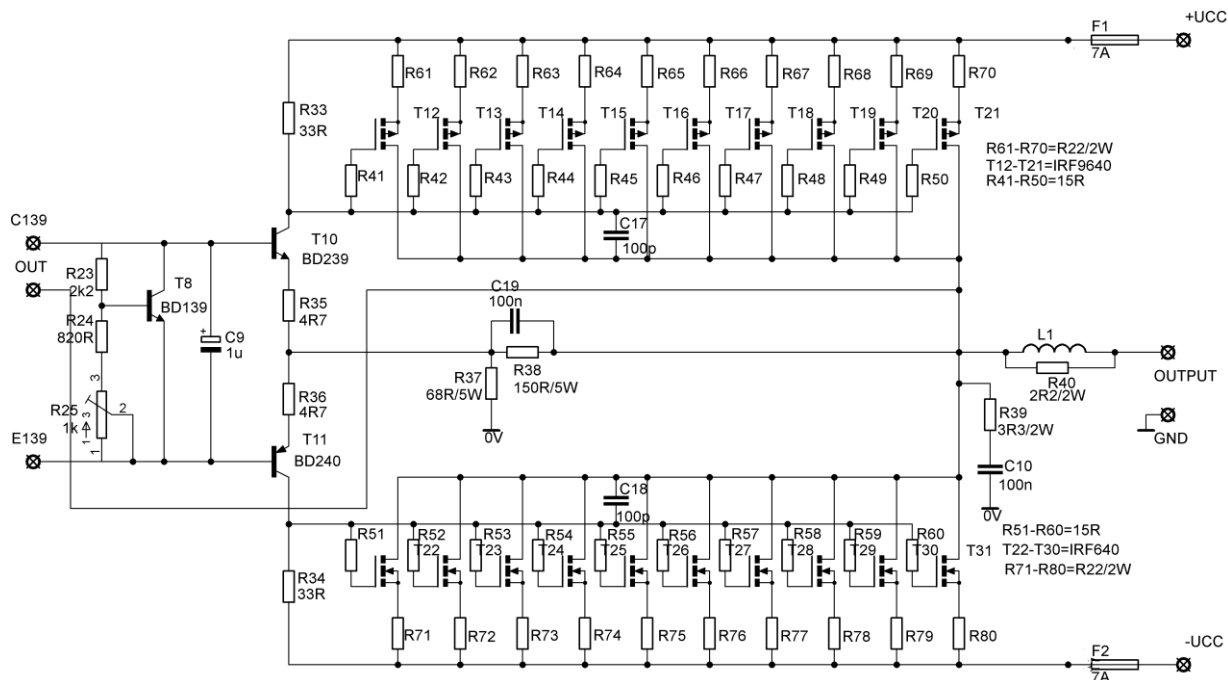 F1
+UCC
7A
R61 R62 R63 R64 R65 R66 R67 R68 R69 R70
R33
33R
T12 T13 T14 T15 T16 T17 T18 T19 T20 T21
R61-R70=R22/2W
T12-T21=IRF9640
R41-R50=15R
R41 R42 R43 R44 R45 R46 R47 R48 R49 R50
C139
C17
100p
T10
BD239
OUT
R23
2k2
T8
BD139
R24
820R
+
C9
1u
R35
4R7
C19
100n
L1
R38
150R/5W
R37
68R/5W
0V
R40
2R2/2W
OUTPUT
3
R25
1k
3
2
1
1
R36
4R7
R39
3R3/2W
GND
E139
T11
BD240
C10
100n
0V
C18
100p
R51 R52 R53 R54 R55 R56 R57 R58 R59 R60
T22 T23 T24 T25 T26 T27 T28 T29 T30 T31
R51-R60=15R
T22-T30=IRF640
R71-R80=R22/2W
R34
33R
R71 R72 R73 R74 R75 R76 R77 R78 R79 R80
F2
-UCC
7A